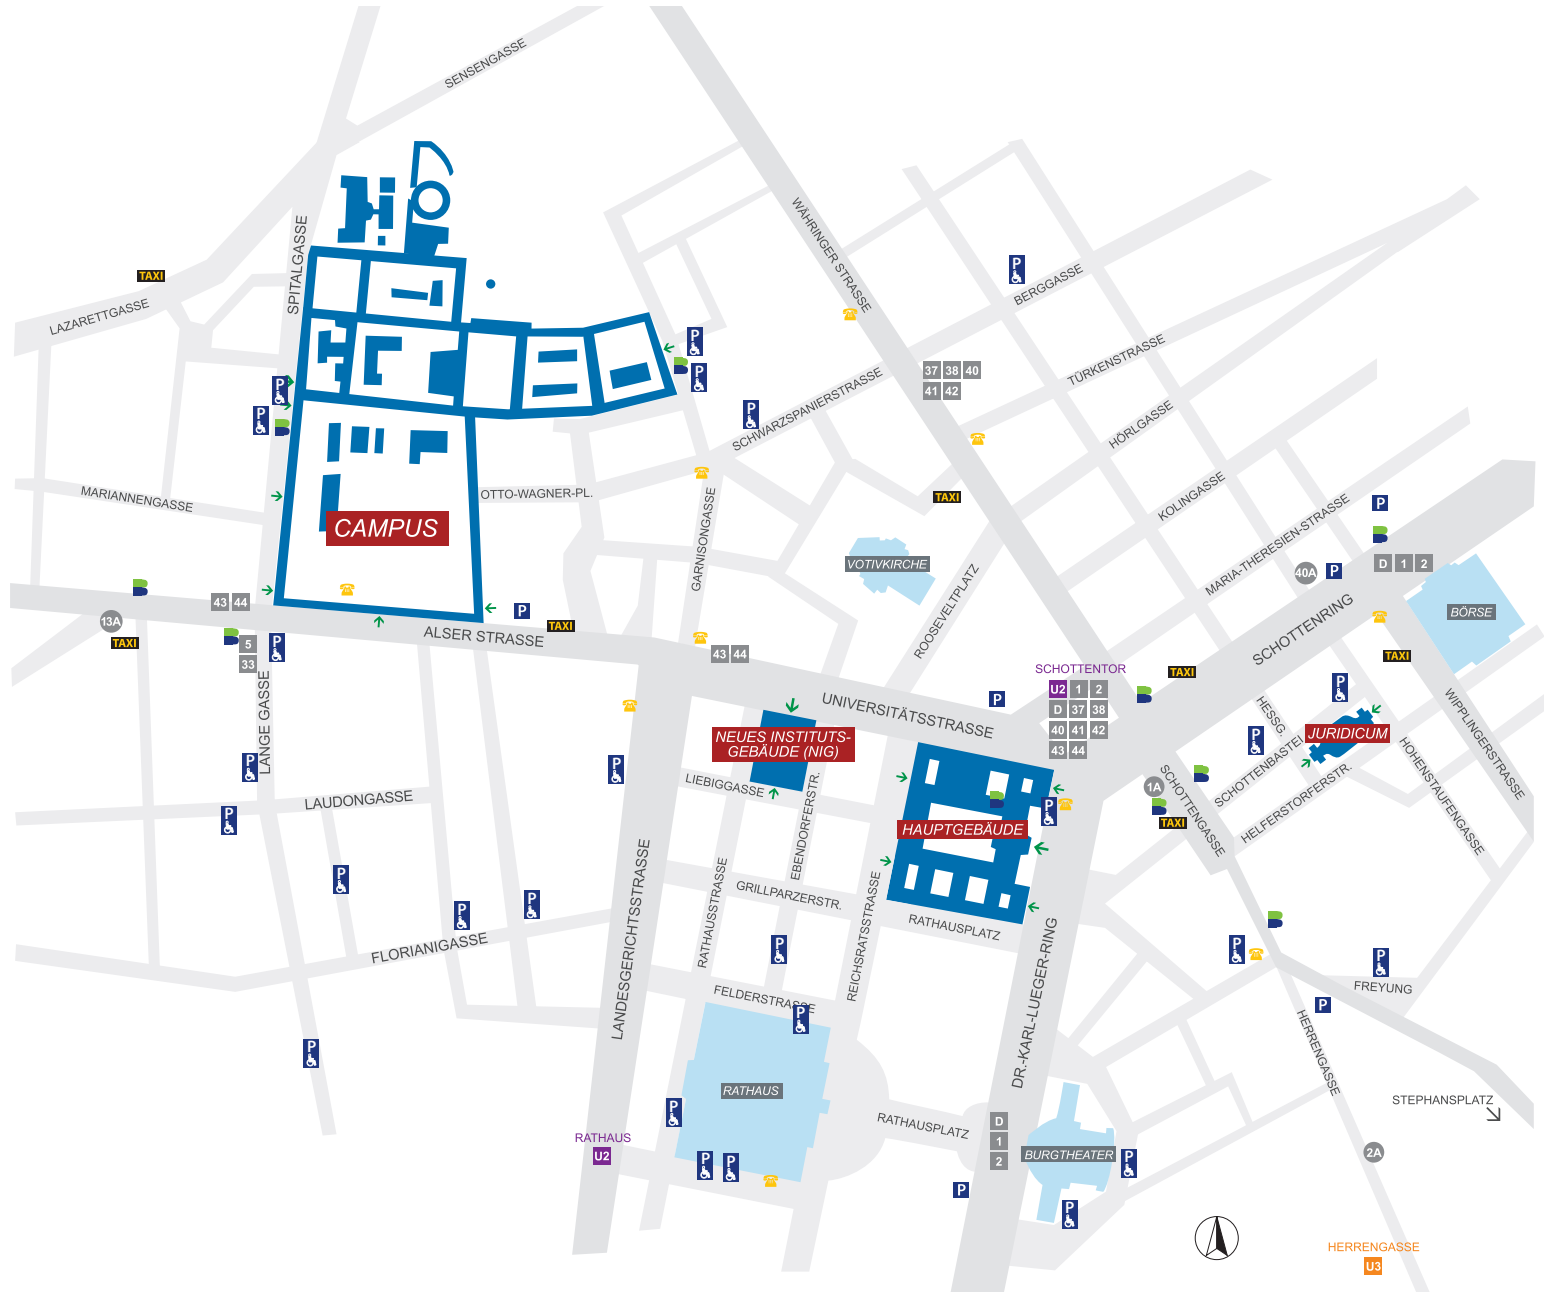 SENSENGASSE
WÄHRINGER STRASSE
SPITALGASSE
TAXI
LAZARETTGASSE
P
BERGGASSE
P
P
P
P
P
37 38 40
41 42
TÜRKENSTRASSE
SCHWARZSPANIERSTRASSE
HÖRLGASSE
MARIANNENGASSE
OTTO-WAGNER-PL.
TAXI
KOLINGASSE
P
CAMPUS
GARNISONGASSE
MARIA-THERESIEN-STRASSE
VOTIVKIRCHE
ROOSEVELTPLATZ
40A
P
D 1 2
BÖRSE
43 44
13A
TAXI
P
TAXI
ALSER STRASSE
5
33
P
43 44
SCHOTTENRING
TAXI
SCHOTTENTOR
U2 1 2
D 37 38
40 41 42
43 44
TAXI
P
P
UNIVERSITÄTSSTRASSE
HESSG.
WIPPLINGERSTRASSE
LANGE GASSE
NEUES INSTITUTS-
GEBÄUDE (NIG)
P
JURIDICUM
P
P
SCHOTTENBASTEI
HOHENSTAUFENGASSE
LIEBIGGASSE
EBENDORFERSTR.
1A
SCHOTTENGASSE
HELFERSTORFERSTR.
LAUDONGASSE
P
P
TAXI
HAUPTGEBÄUDE
LANDESGERICHTSSTRASSE
P
RATHAUSSTRASSE
GRILLPARZERSTR.
REICHSRATSSTRASSE
P
P
RATHAUSPLATZ
FLORIANIGASSE
P
P
P
FREYUNG
DR.-KARL-LUEGER-RING
FELDERSTRASSE
P
P
HERRENGASSE
P
RATHAUS
STEPHANSPLATZ
P
RATHAUSPLATZ
D
1
2
RATHAUS
U2
BURGTHEATER
2A
P
P
P
P
P
HERRENGASSE
U3